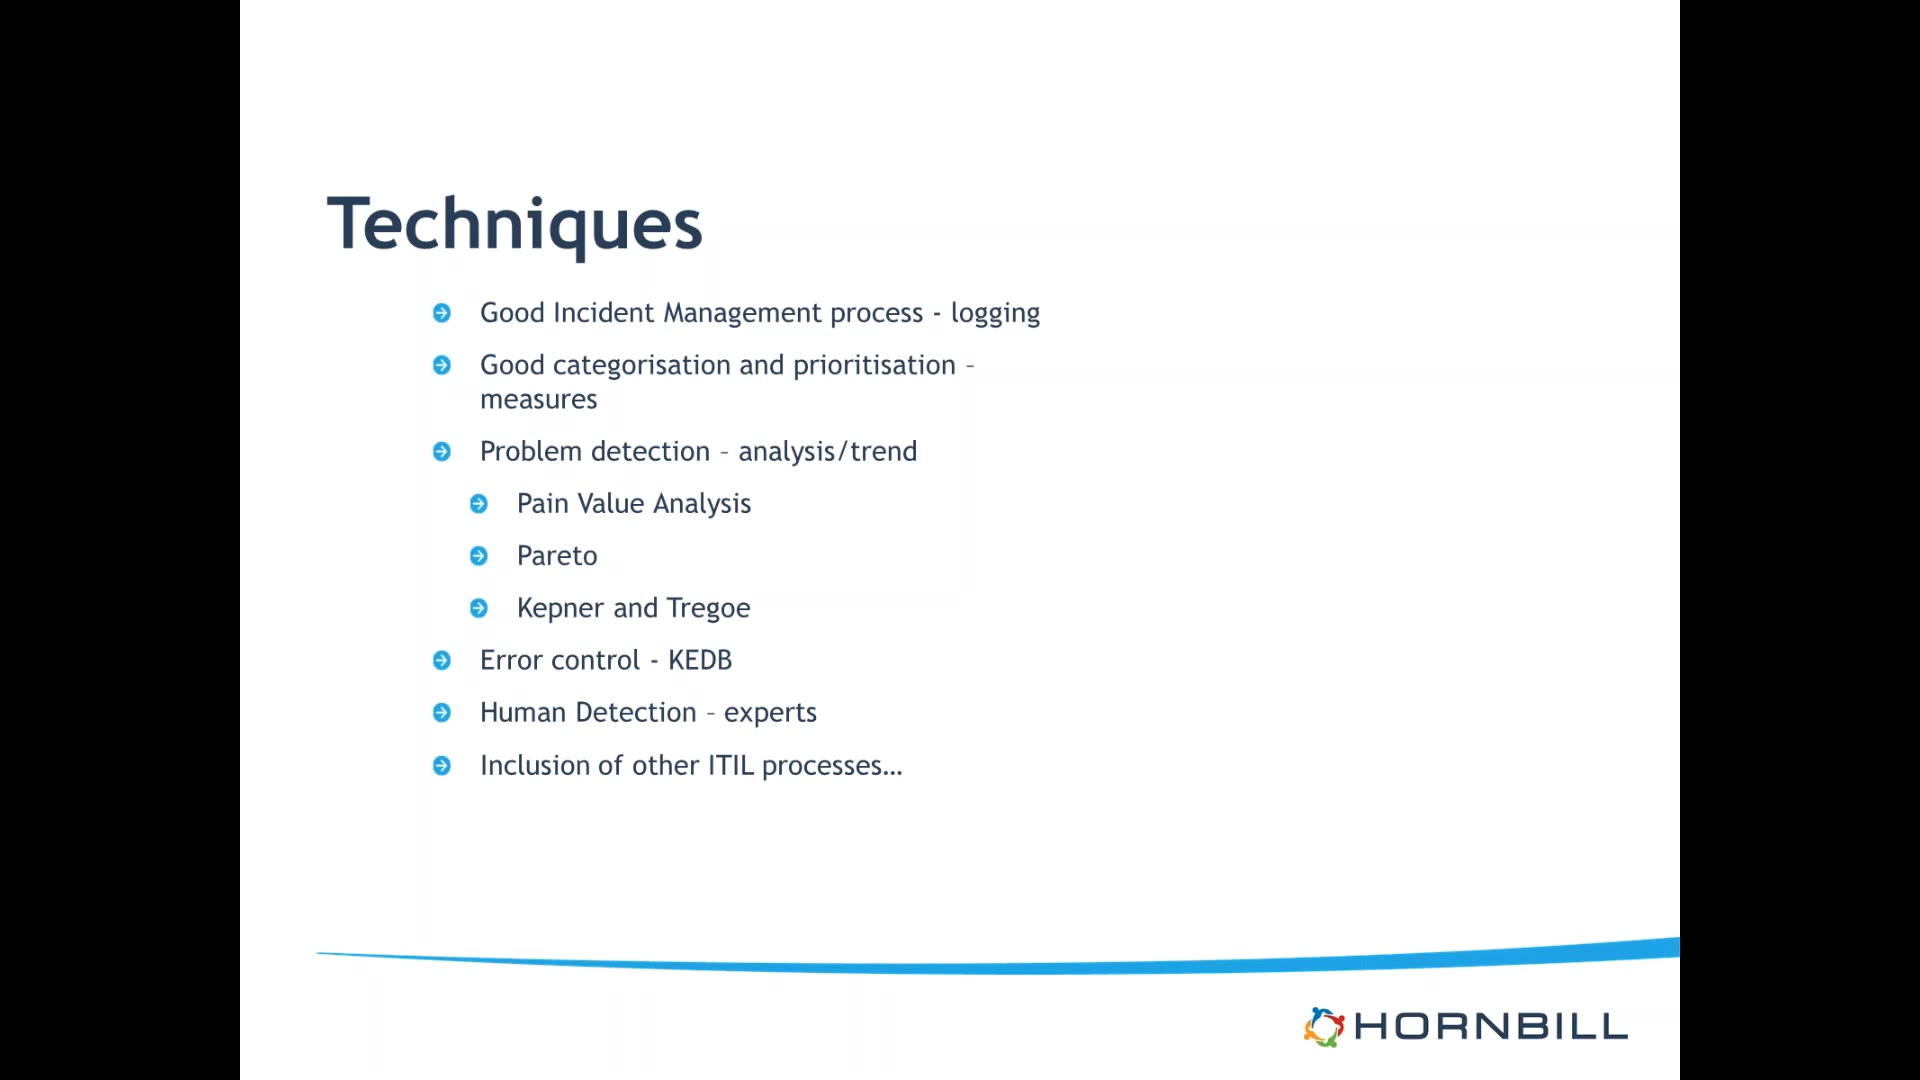 Techniques
Good Incident Management process - logging
Good categorisation and prioritisation –
measures
Problem detection – analysis/trend
Pain Value Analysis
Pareto
Kepner and Tregoe
Error control - KEDB
Human Detection – experts
Inclusion of other ITIL processes…
HORNBILL